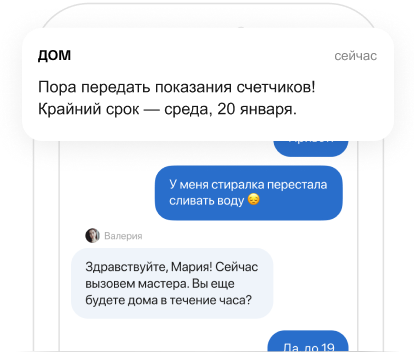 ДОМ
сейчас
Пора передать показания счетчиков!
Крайний срок — среда, 20 января.
У меня стиралка перестала
сливать воду 😔
Валерия
Здравствуйте, Мария! Сейчас
вызовем мастера. Вы еще
будете дома в течение часа?
Да, до 19